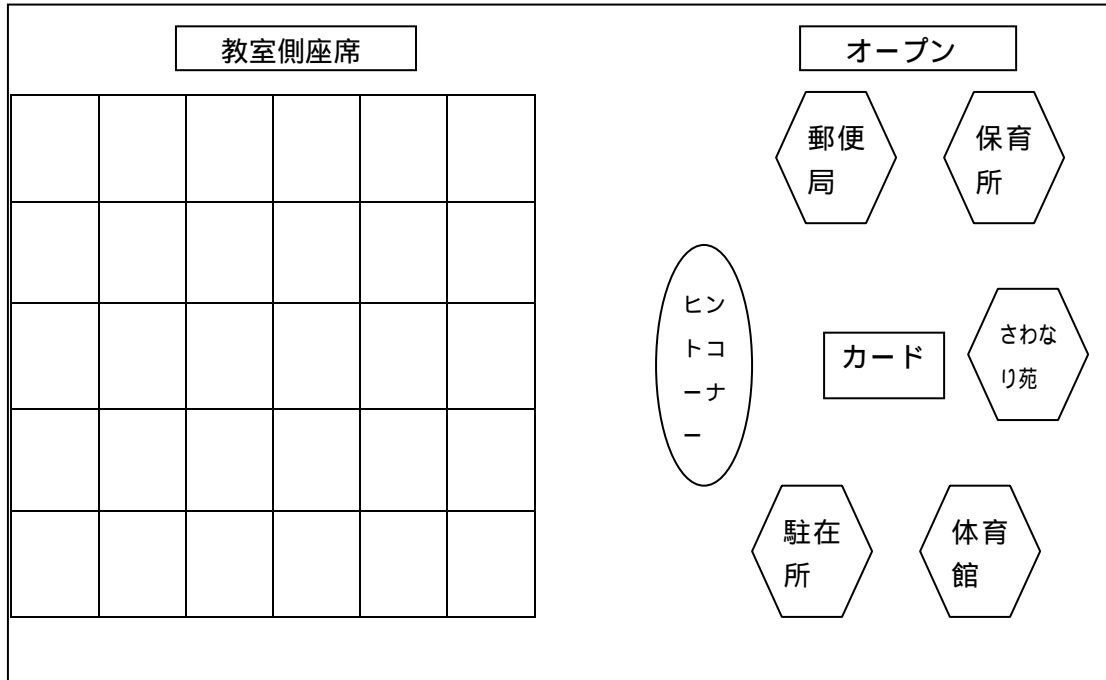 教室側座席
オープン
郵便
局
保育
所
ヒン
トコ
ーナ
ー
カード
さわな
り苑
駐在
所
体育
館